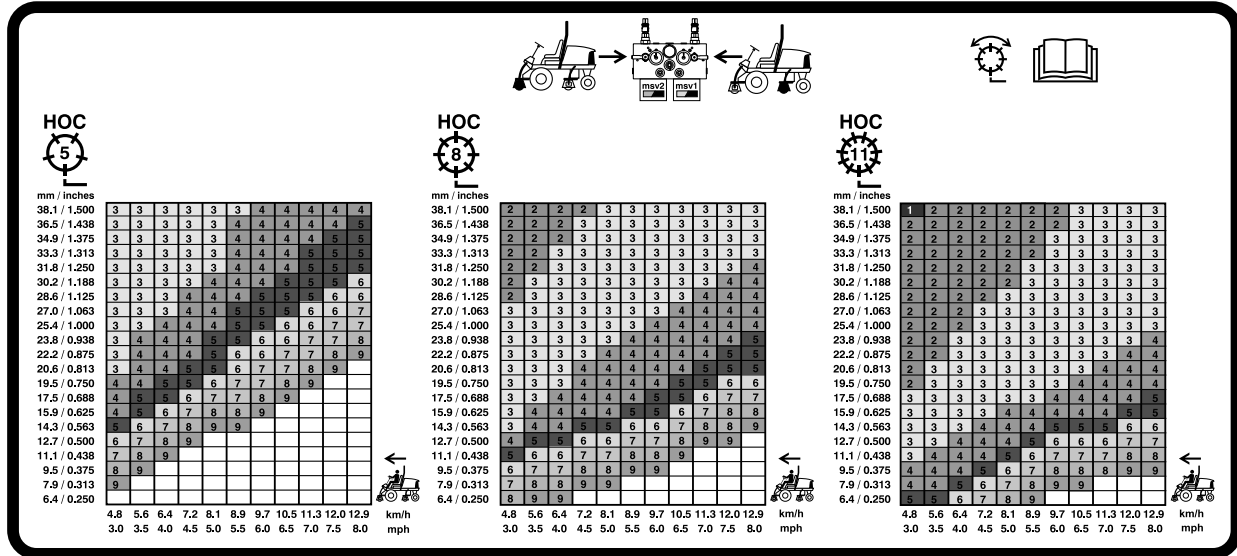 msv2 msv1
HOC
5
mm / inches
38.1 / 1.500 3 3 3 3 3 3 4 4 4 4 4
36.5 / 1.438 3 3 3 3 3 4 4 4 4 4 5
34.9 / 1.375 3 3 3 3 3 4 4 4 4 5 5
33.3 / 1.313 3 3 3 3 3 4 4 4 5 5 5
31.8 / 1.250 3 3 3 3 3 4 4 4 5 5 5
30.2 / 1.188 3 3 3 3 4 4 4 5 5 5 6
28.6 / 1.125 3 3 3 4 4 4 5 5 5 6 6
27.0 / 1.063 3 3 3 4 4 5 5 5 6 6 7
25.4 / 1.000 3 3 4 4 4 5 5 6 6 7 7
23.8 / 0.938 3 4 4 4 5 5 6 6 7 7 8
22.2 / 0.875 3 4 4 4 5 6 6 7 7 8 9
20.6 / 0.813 3 4 4 5 5 6 7 7 8 9
19.5 / 0.750 4 4 5 5 6 7 7 8 9
17.5 / 0.688 4 5 5 6 7 7 8 9
15.9 / 0.625 4 5 6 7 8 8 9
14.3 / 0.563 5 6 7 8 9 9
12.7 / 0.500 6 7 8 9
11.1 / 0.438 7 8 9
9.5 / 0.375 8 9
7.9 / 0.313 9
6.4 / 0.250
4.8 5.6 6.4 7.2 8.1 8.9 9.7 10.5 11.3 12.0 12.9 km/h
3.0 3.5 4.0 4.5 5.0 5.5 6.0 6.5 7.0 7.5 8.0 mph
HOC
8
mm / inches
38.1 / 1.500 2 2 2 2 3 3 3 3 3 3 3
36.5 / 1.438 2 2 2 3 3 3 3 3 3 3 3
34.9 / 1.375 2 2 2 3 3 3 3 3 3 3 3
33.3 / 1.313 2 2 3 3 3 3 3 3 3 3 3
31.8 / 1.250 2 2 3 3 3 3 3 3 3 3 4
30.2 / 1.188 2 3 3 3 3 3 3 3 3 4 4
28.6 / 1.125 2 3 3 3 3 3 3 3 4 4 4
27.0 / 1.063 3 3 3 3 3 3 3 4 4 4 4
25.4 / 1.000 3 3 3 3 3 3 4 4 4 4 4
23.8 / 0.938 3 3 3 3 3 4 4 4 4 4 5
22.2 / 0.875 3 3 3 3 4 4 4 4 4 5 5
20.6 / 0.813 3 3 3 3 4 4 4 4 5 5 5
19.5 / 0.750 3 3 3 4 4 4 4 5 5 6 6
17.5 / 0.688 3 3 4 4 4 4 5 5 6 6 7
15.9 / 0.625 3 4 4 4 4 5 5 6 7 8 8
14.3 / 0.563 3 4 4 5 5 6 6 7 7 8 9
12.7 / 0.500 4 5 5 6 6 7 7 8 9 9
11.1 / 0.438 5 6 6 7 7 8 8 9
9.5 / 0.375 6 7 7 8 8 9 9
7.9 / 0.313 7 8 8 9 9
6.4 / 0.250 8 9 9
4.8 5.6 6.4 7.2 8.1 8.9 9.7 10.5 11.3 12.0 12.9 km/h
3.0 3.5 4.0 4.5 5.0 5.5 6.0 6.5 7.0 7.5 8.0 mph
HOC
11
mm / inches
38.1 / 1.500 1 2 2 2 2 2 2 3 3 3 3
36.5 / 1.438 2 2 2 2 2 2 2 3 3 3 3
34.9 / 1.375 2 2 2 2 2 2 3 3 3 3 3
33.3 / 1.313 2 2 2 2 2 2 3 3 3 3 3
31.8 / 1.250 2 2 2 2 2 3 3 3 3 3 3
30.2 / 1.188 2 2 2 2 2 3 3 3 3 3 3
28.6 / 1.125 2 2 2 2 3 3 3 3 3 3 3
27.0 / 1.063 2 2 2 3 3 3 3 3 3 3 3
25.4 / 1.000 2 2 2 3 3 3 3 3 3 3 3
23.8 / 0.938 2 2 3 3 3 3 3 3 3 3 4
22.2 / 0.875 2 2 3 3 3 3 3 3 3 4 4
20.6 / 0.813 2 3 3 3 3 3 3 3 4 4 4
19.5 / 0.750 2 3 3 3 3 3 3 4 4 4 4
17.5 / 0.688 3 3 3 3 3 3 4 4 4 4 5
15.9 / 0.625 3 3 3 3 4 4 4 4 4 5 5
14.3 / 0.563 3 3 3 4 4 4 5 5 5 6 6
12.7 / 0.500 3 3 4 4 4 5 6 6 6 7 7
11.1 / 0.438 3 4 4 4 5 6 7 7 7 8 8
9.5 / 0.375 4 4 4 5 6 7 8 8 8 9 9
7.9 / 0.313 4 4 5 6 7 8 9 9
6.4 / 0.250 5 5 6 7 8 9
4.8 5.6 6.4 7.2 8.1 8.9 9.7 10.5 11.3 12.0 12.9 km/h
3.0 3.5 4.0 4.5 5.0 5.5 6.0 6.5 7.0 7.5 8.0 mph